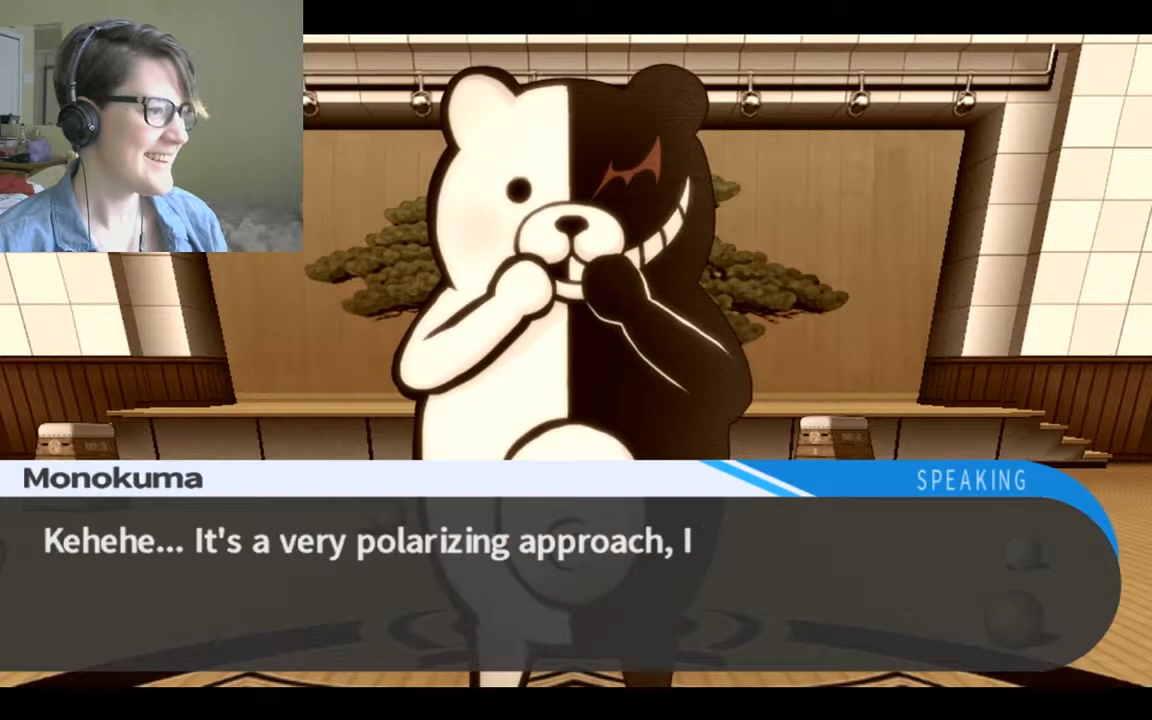 Monokuma
SPEAKING
Kehehe... It's a very polarizing approach, I